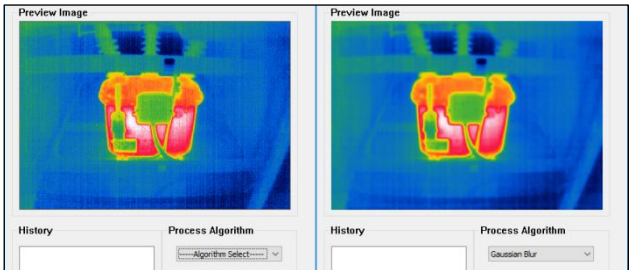 Preview Image
Preview Image
History
Process Algorithm
-----Algorithm Select-----
History
Process Algorithm
Gaussian Blur